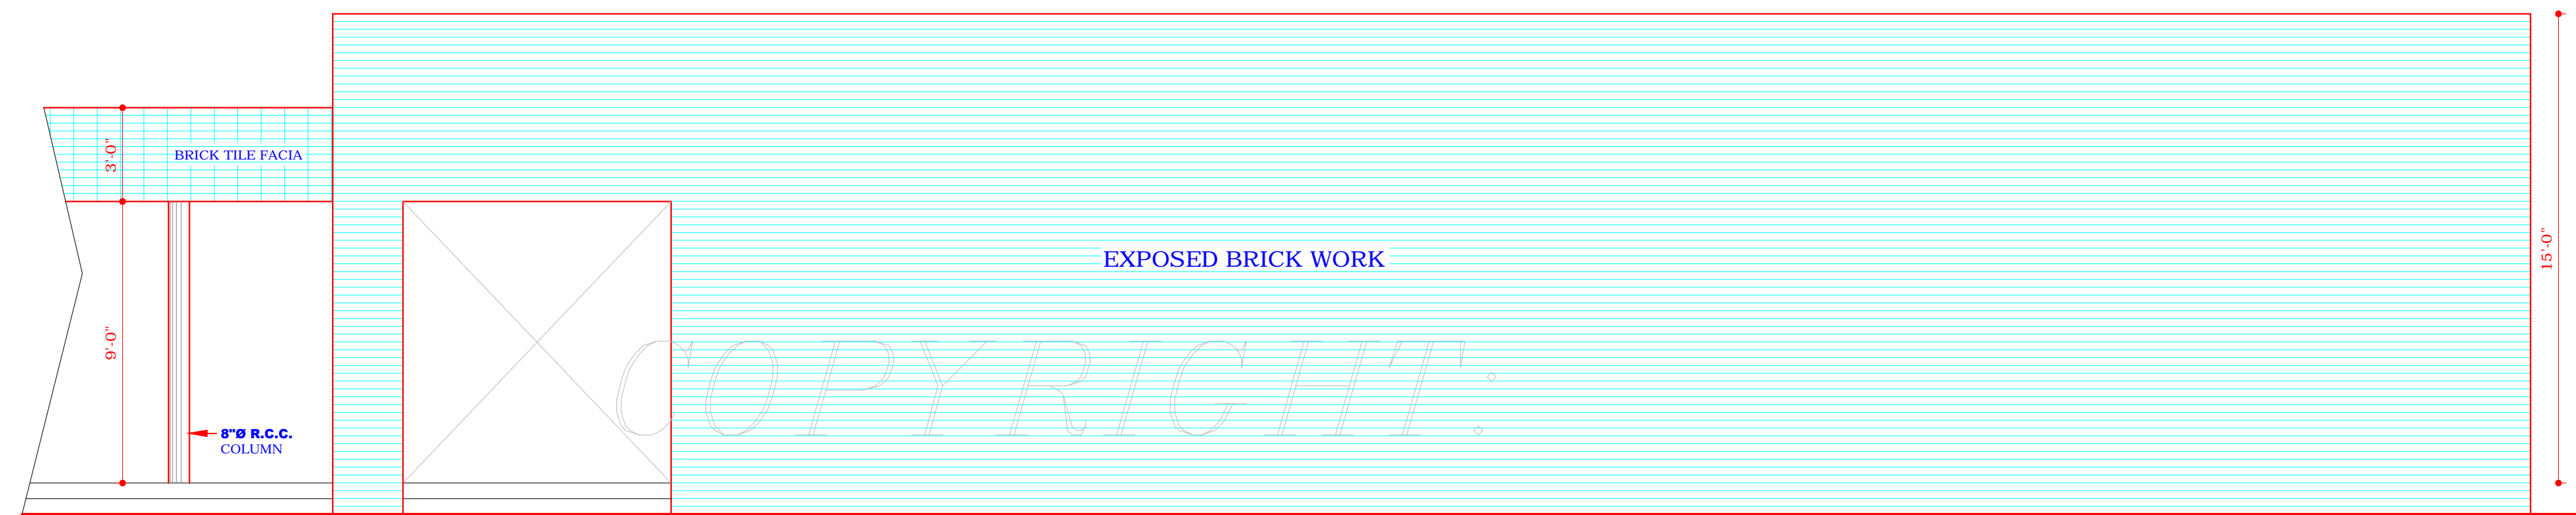 3'-0"
BRICK TILE FACIA
9'-0"
8"Ø R.C.C.
COLUMN
EXPOSED BRICK WORK
COPYRIGHT:
15'-0"